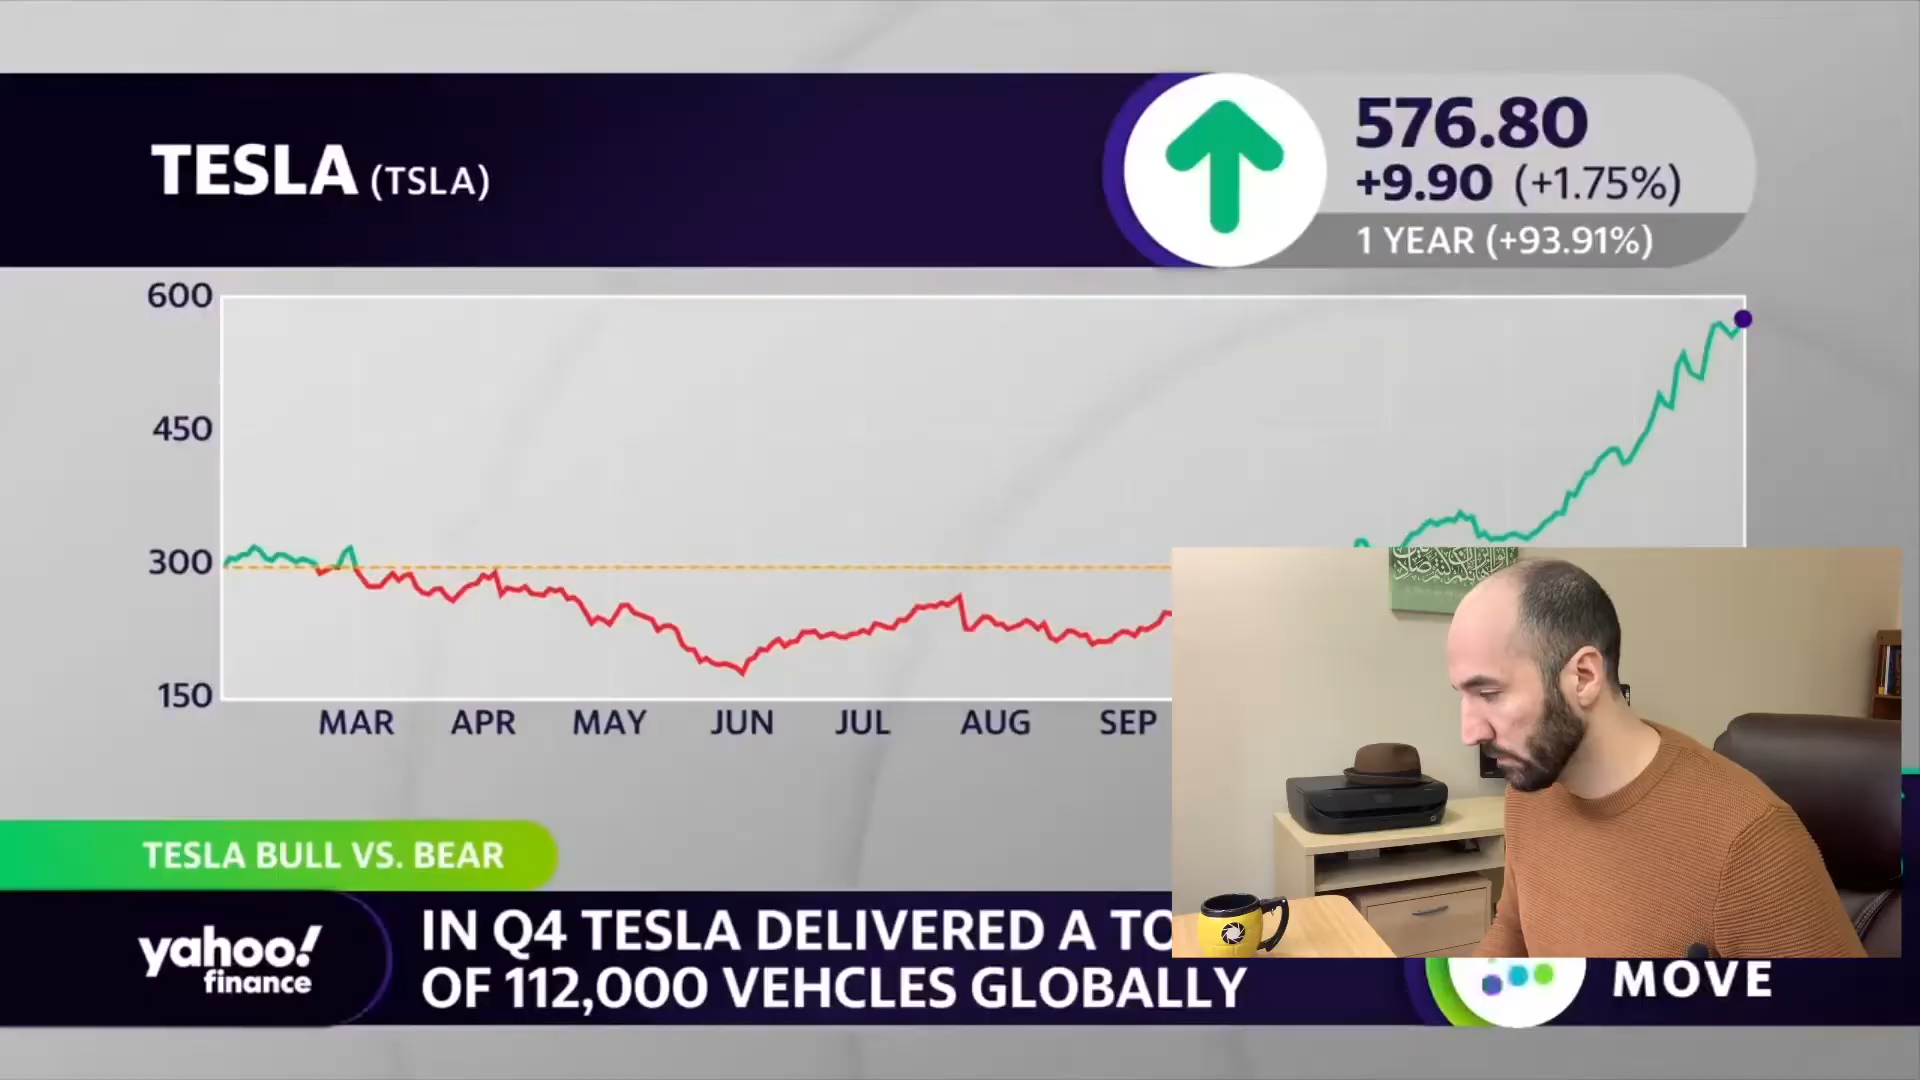 TESLA (TSLA)
576.80
+9.90 (+1.75%)
1 YEAR (+93.91%)
600
450
300
150
MAR APR MAY JUN JUL AUG SEP
TESLA BULL VS. BEAR
yahoo!
finance
IN Q4 TESLA DELIVERED A TO
OF 112,000 VEHCLES GLOBALLY
MOVE